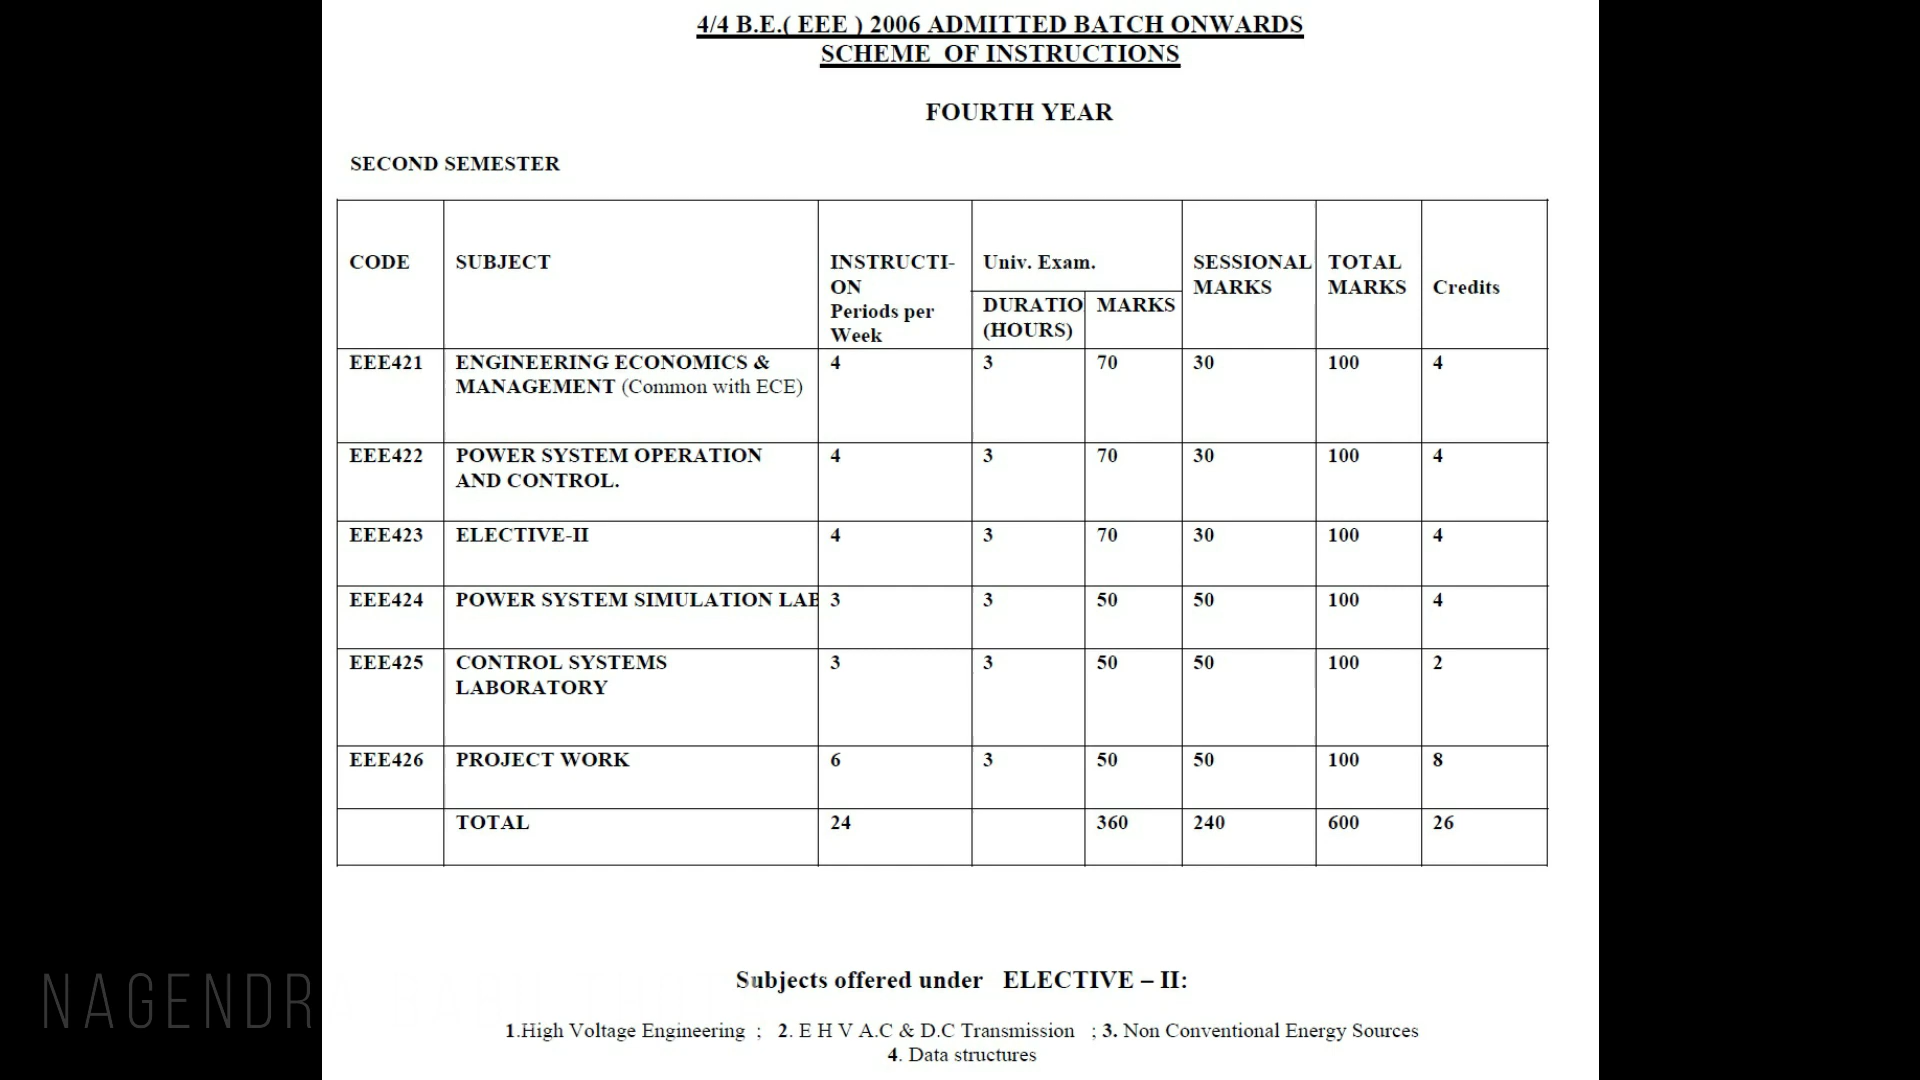 4/4 B.E.( EEE ) 2006 ADMITTED BATCH ONWARDS
SCHEME OF INSTRUCTIONS
FOURTH YEAR
SECOND SEMESTER
CODE SUBJECT INSTRUCTI-ON Periods per Week Univ. Exam. DURATIO (HOURS) MARKS SESSIONAL MARKS TOTAL MARKS Credits
EEE421 ENGINEERING ECONOMICS & 4 3 70 30 100 4
MANAGEMENT (Common with ECE)
EEE422 POWER SYSTEM OPERATION 4 3 70 30 100 4
AND CONTROL.
EEE423 ELECTIVE-II 4 3 70 30 100 4
EEE424 POWER SYSTEM SIMULATION LAB 3 3 50 50 100 4
EEE425 CONTROL SYSTEMS 3 3 50 50 100 2
LABORATORY
EEE426 PROJECT WORK 6 3 50 50 100 8
TOTAL 24 360 240 600 26
Subjects offered under ELECTIVE – II:
1.High Voltage Engineering ; 2. E H V A.C & D.C Transmission ; 3. Non Conventional Energy Sources
4. Data structures
NAGENDRA